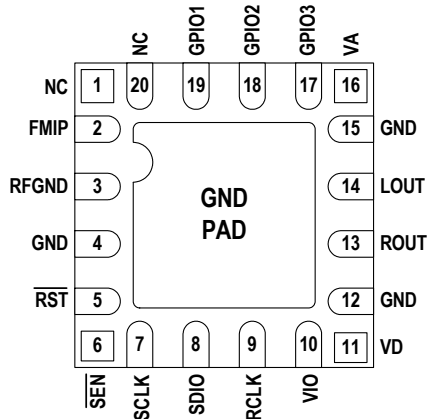 NC
GPIO1
GPIO2
GPIO3
VA
NC 1 20 19 18 17 16
FMIP 2 15 GND
RFGND 3 14 LOUT
GND
PAD
GND 4 13 ROUT
RST 5 12 GND
6 7 8 9 10 11 VD
SEN
SCLK
SDIO
RCLK
VIO